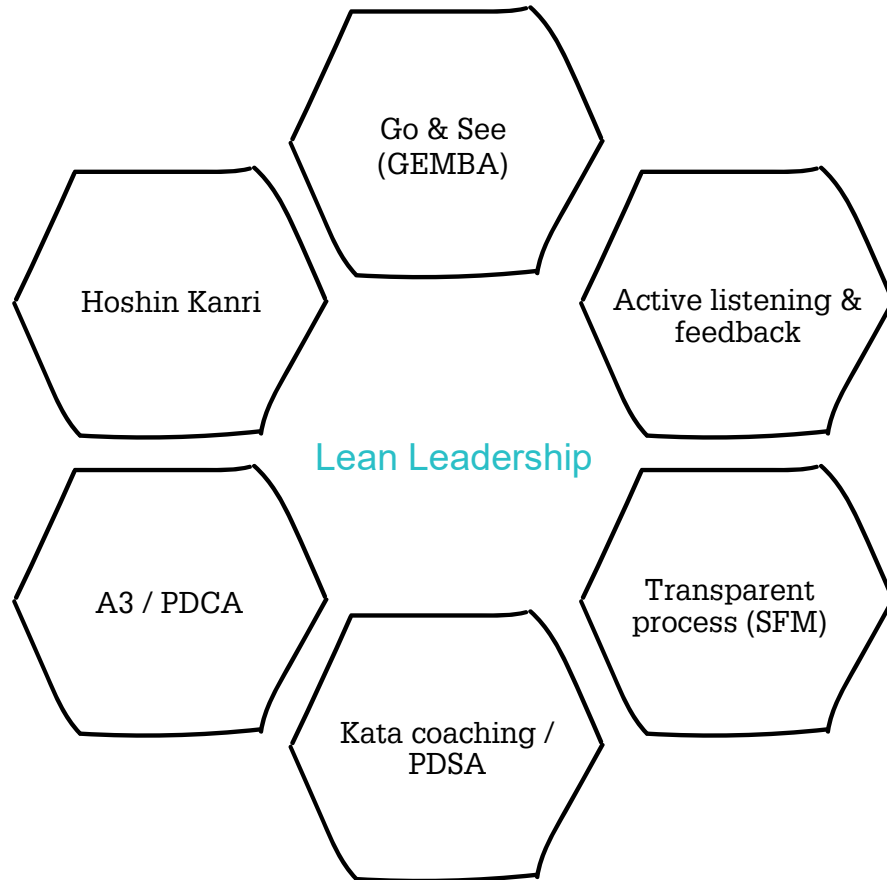 Go & See
(GEMBA)
Hoshin Kanri
Active listening &
feedback
Lean Leadership
A3 / PDCA
Transparent
process (SFM)
Kata coaching /
PDSA